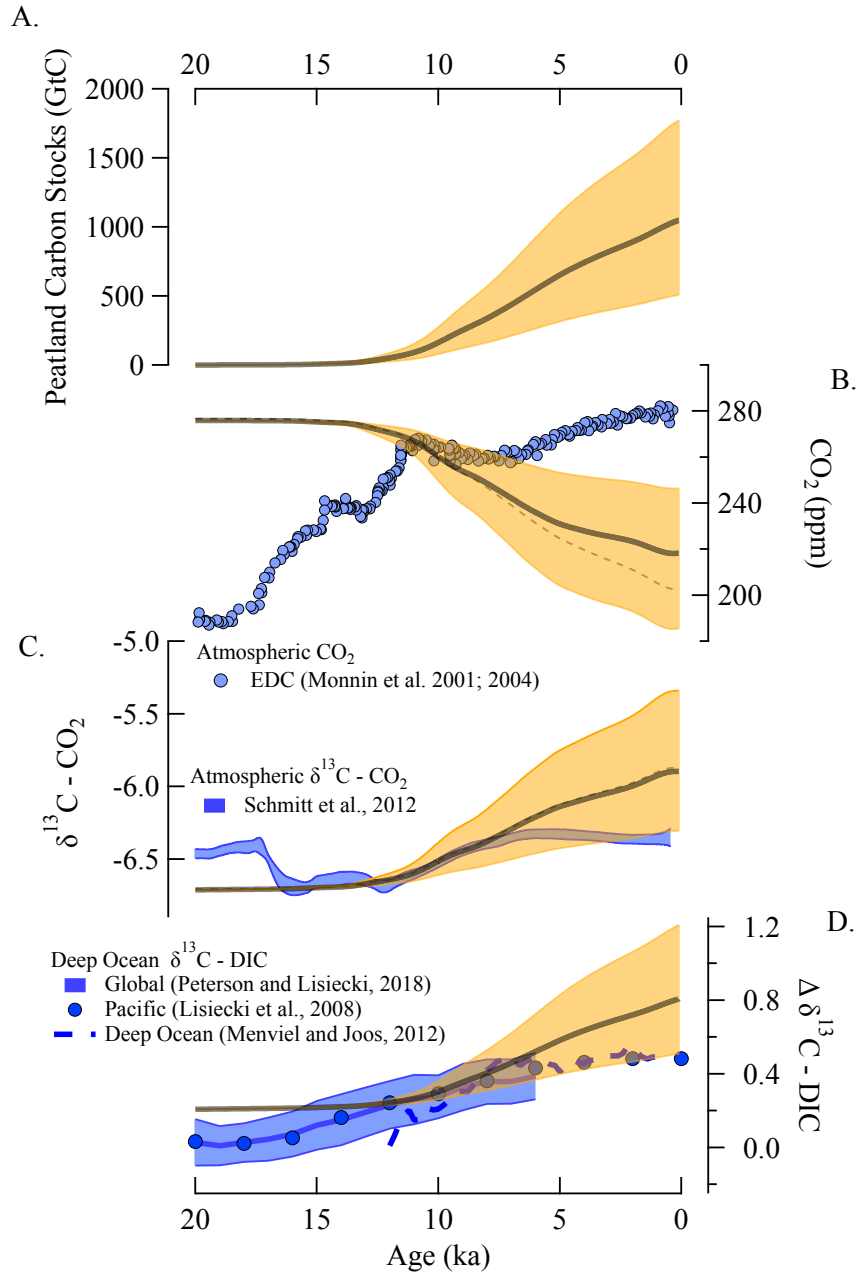 A.
20 15 10 5 0
Peatland Carbon Stocks (GtC)
2000
1500
1000
500
0
B.
CO₂ (ppm)
280
240
200
C.
δ¹³C - CO₂
-5.0
-5.5
-6.0
-6.5
Atmospheric CO₂
EDC (Monnin et al. 2001; 2004)
Atmospheric δ¹³C - CO₂
Schmitt et al., 2012
D.
Δ δ¹³C - DIC
1.2
0.8
0.4
0.0
Deep Ocean δ¹³C - DIC
Global (Peterson and Lisiecki, 2018)
Pacific (Lisiecki et al., 2008)
Deep Ocean (Menviel and Joos, 2012)
20 15 10 5 0
Age (ka)